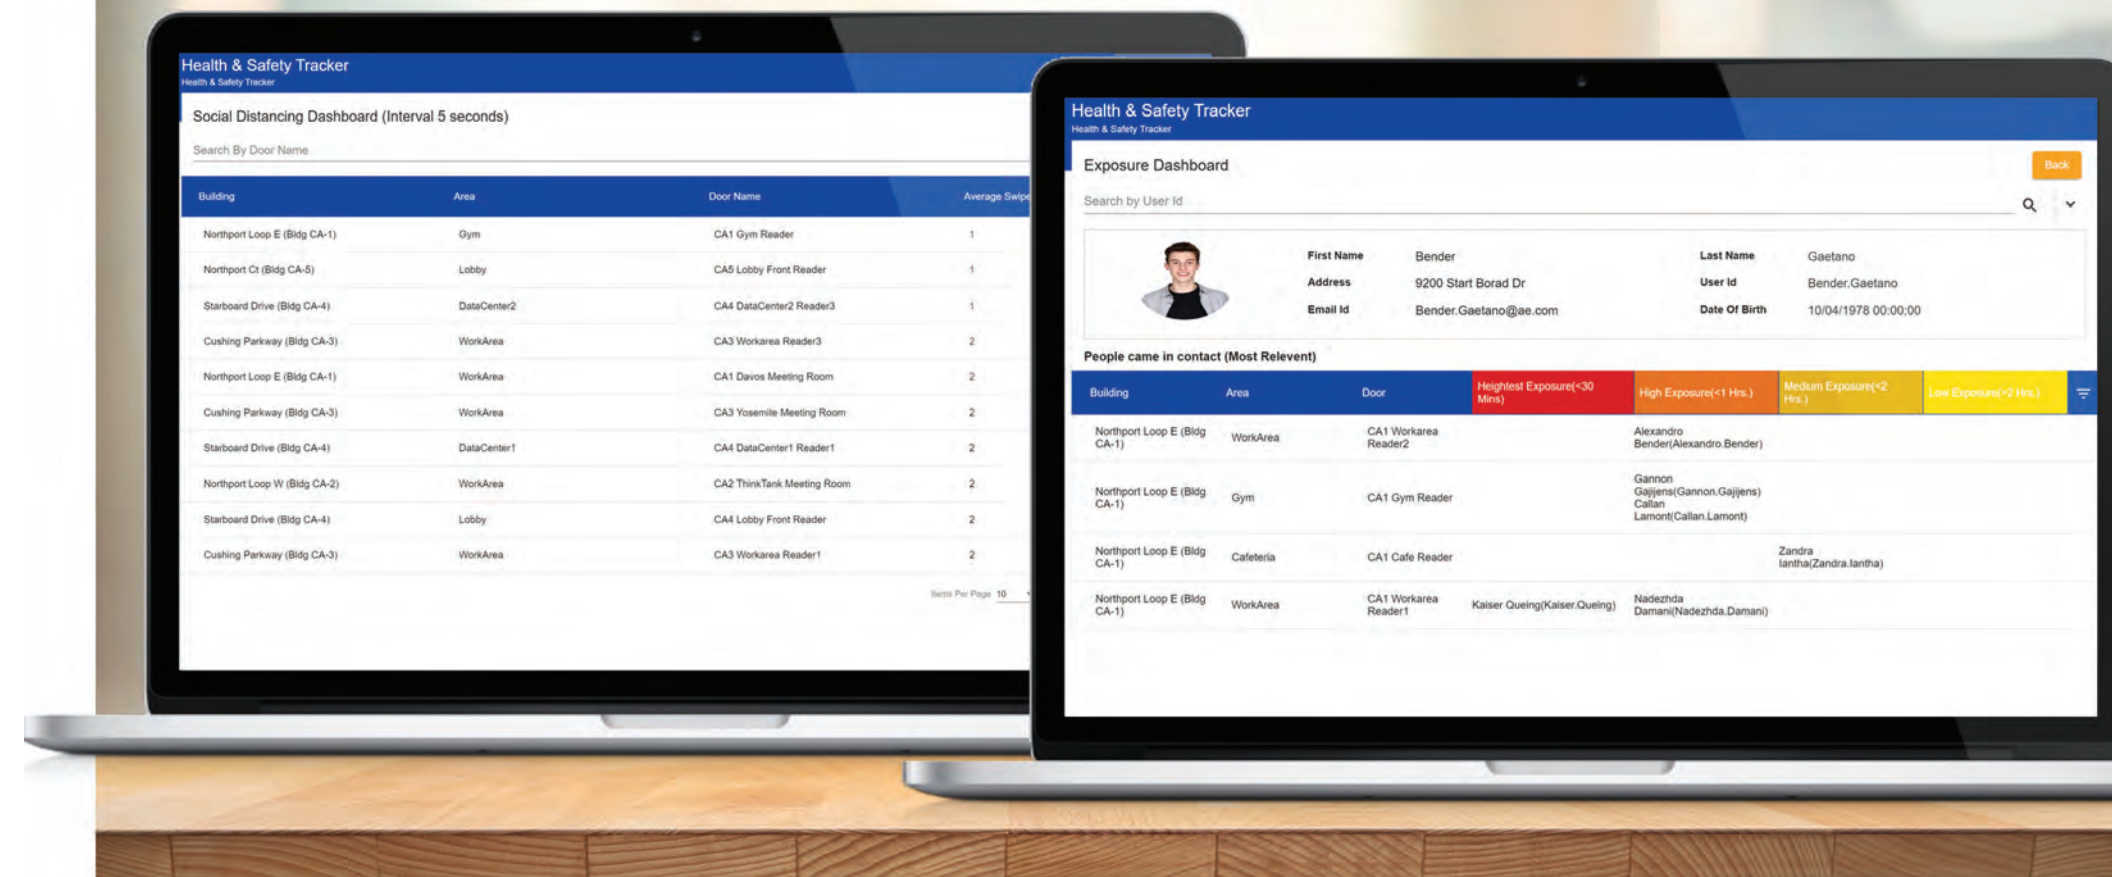 Health & Safety Tracker
Health & Safety Tracker
Social Distancing Dashboard (Interval 5 seconds)
Search By Door Name
Building Area Door Name Average Swipe
Northport Loop E (Bldg CA-1) Gym CA1 Gym Reader 1
Northport Ct (Bldg CA-5) Lobby CA5 Lobby Front Reader 1
Starboard Drive (Bldg CA-4) DataCenter2 CA4 DataCenter2 Reader3 1
Cushing Parkway (Bldg CA-3) WorkArea CA3 Workarea Reader3 2
Northport Loop E (Bldg CA-1) WorkArea CA1 Davos Meeting Room 2
Cushing Parkway (Bldg CA-3) WorkArea CA3 Yosemite Meeting Room 2
Starboard Drive (Bldg CA-4) DataCenter1 CA4 DataCenter1 Reader1 2
Northport Loop W (Bldg CA-2) WorkArea CA2 ThinkTank Meeting Room 2
Starboard Drive (Bldg CA-4) Lobby CA4 Lobby Front Reader 2
Cushing Parkway (Bldg CA-3) WorkArea CA3 Workarea Reader1 2
Items Per Page 10
Health & Safety Tracker
Health & Safety Tracker
Exposure Dashboard Back
Search by User Id
First Name Bender Last Name Gaetano
Address 9200 Start Borad Dr User Id Bender.Gaetano
Email Id Bender.Gaetano@ae.com Date Of Birth 10/04/1978 00:00:00
People came in contact (Most Relevent)
Building Area Door Heightest Exposure(<30 High Exposure(<1 Hrs.) Medium Exposure(<2 Low Exposure(>2 Hrs.)
Mins) Hrs.)
Northport Loop E (Bldg WorkArea CA1 Workarea Alexandro
CA-1) Reader2 Bender(Alexandro.Bender)
Gannon
Northport Loop E (Bldg Gym CA1 Gym Reader Gajijens(Gannon.Gajijens)
CA-1) Callan
Lamont(Callan.Lamont)
Northport Loop E (Bldg Cafeteria CA1 Cafe Reader Zandra
CA-1) Iantha(Zandra.Iantha)
Northport Loop E (Bldg WorkArea CA1 Workarea Kaiser Queing(Kaiser.Queing) Nadezhda
CA-1) Reader1 Damani(Nadezhda.Damani)